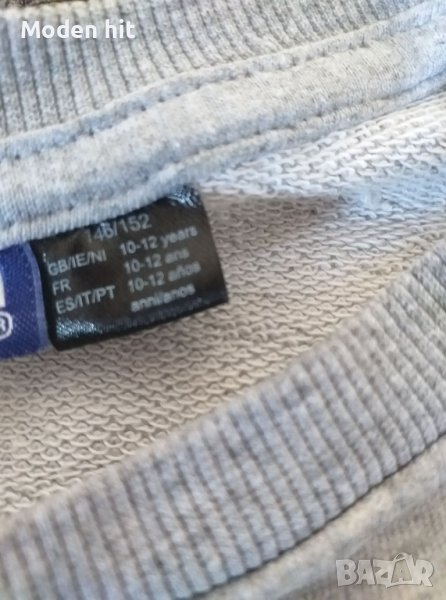 Moden hit
146/152
GB/IE/NI 10-12 years
FR 10-12 ans
ES/IT/PT 10-12 años
anni/anos
®
BAZAR